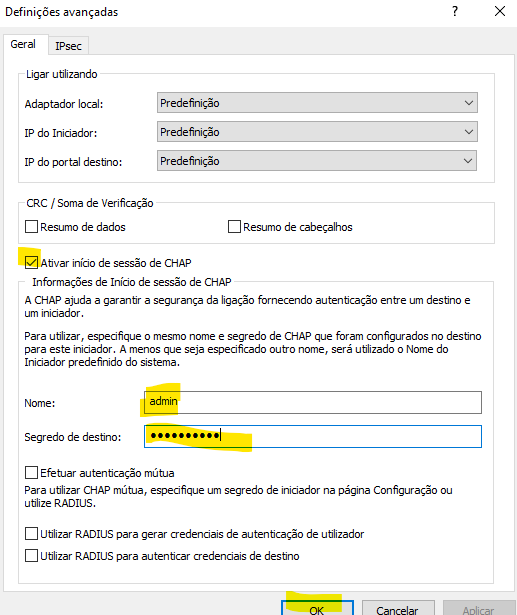 Definições avançadas
Geral
IPsec
Ligar utilizando
Adaptador local:
Predefinição
IP do Iniciador:
Predefinição
IP do portal destino:
Predefinição
CRC / Soma de Verificação
Resumo de dados
Resumo de cabeçalhos
Ativar início de sessão de CHAP
Informações de Início de sessão de CHAP
A CHAP ajuda a garantir a segurança da ligação fornecendo autenticação entre um destino e
um iniciador.
Para utilizar, especifique o mesmo nome e segredo de CHAP que foram configurados no destino
para este iniciador. A menos que seja especificado outro nome, será utilizado o Nome do
Iniciador predefinido do sistema.
Nome:
admin
Segredo de destino:
●●●●●●●●●●
Efetuar autenticação mútua
Para utilizar CHAP mútua, especifique um segredo de iniciador na página Configuração ou
utilize RADIUS.
Utilizar RADIUS para gerar credenciais de autenticação de utilizador
Utilizar RADIUS para autenticar credenciais de destino
OK
Cancelar
Aplicar